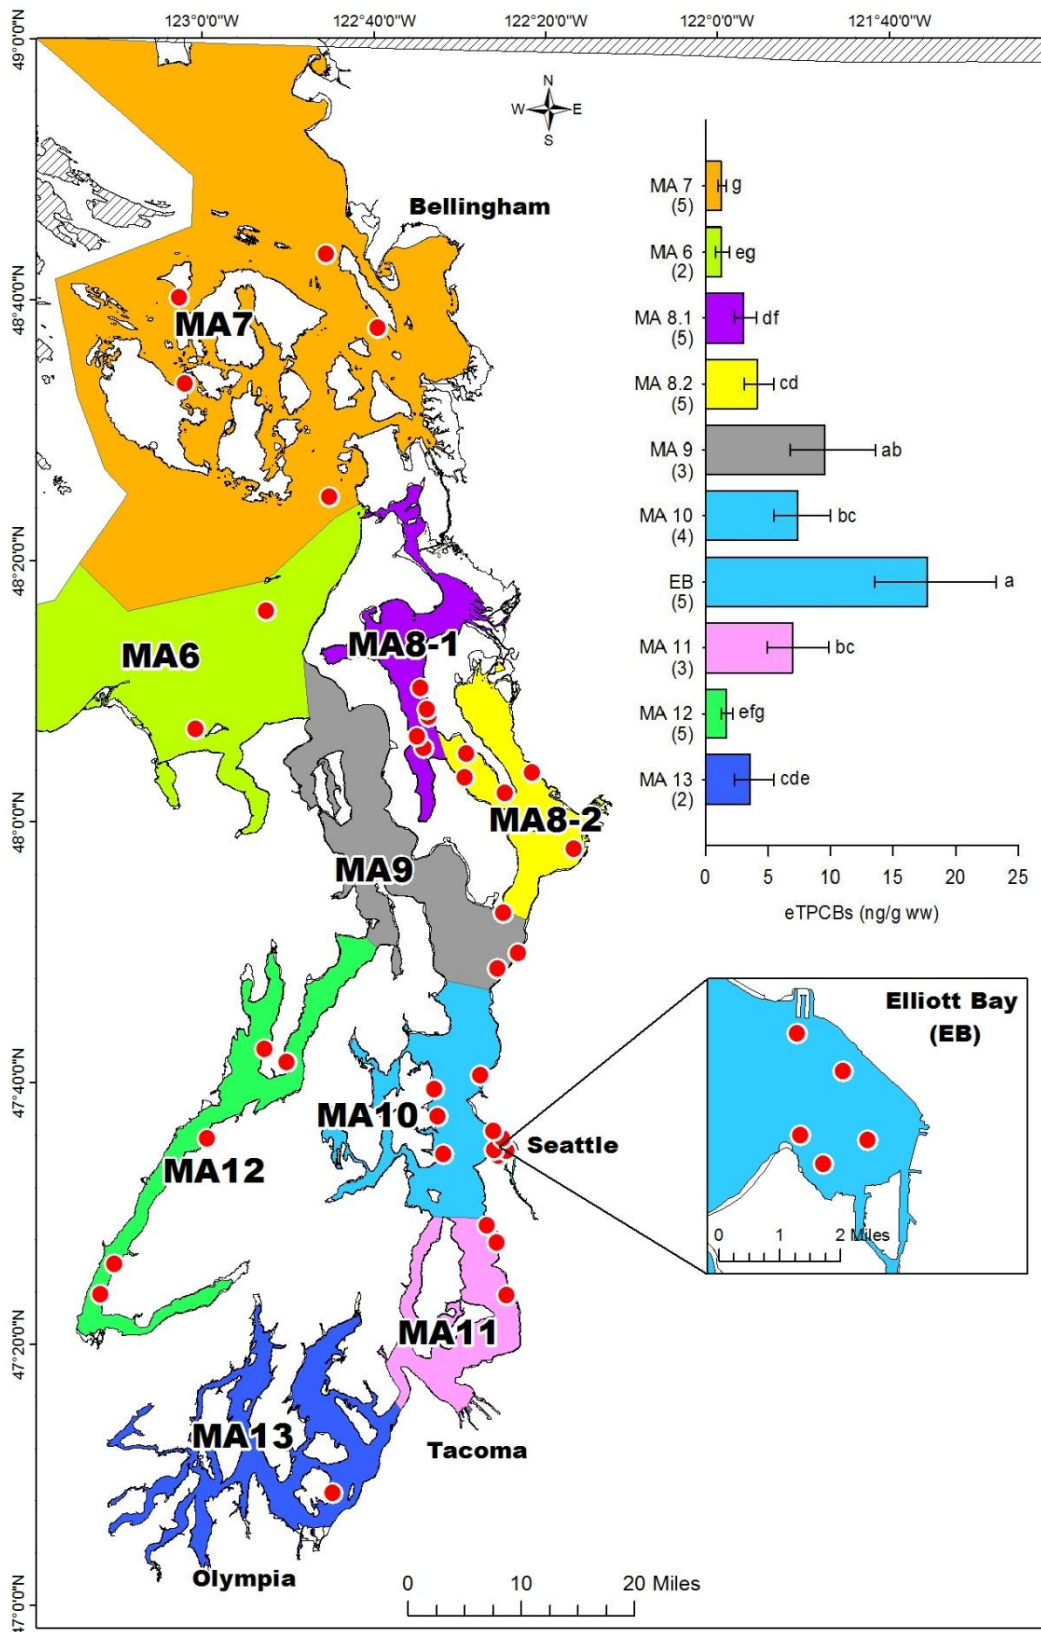 123°0'0"W
122°40'0"W
122°20'0"W
122°0'0"W
121°40'0"W
49°0'0"N
48°40'0"N
48°20'0"N
48°0'0"N
47°40'0"N
47°20'0"N
47°0'0"N
N
W E
S
Bellingham
MA7
MA6
MA8-1
MA8-2
MA9
MA10
Seattle
MA12
MA11
MA13
Tacoma
Olympia
0 10 20 Miles
MA 7
(5)
g
MA 6
(2)
eg
MA 8.1
(5)
df
MA 8.2
(5)
cd
MA 9
(3)
ab
MA 10
(4)
bc
EB
(5)
a
MA 11
(3)
bc
MA 12
(5)
efg
MA 13
(2)
cde
0 5 10 15 20 25
eTPCBs (ng/g ww)
Elliott Bay
(EB)
0 1 2 Miles